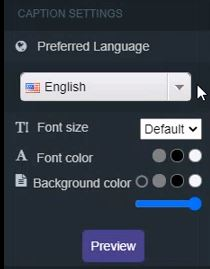 CAPTION SETTINGS
Preferred Language
English
Font size Default
Font color
Background color
Preview